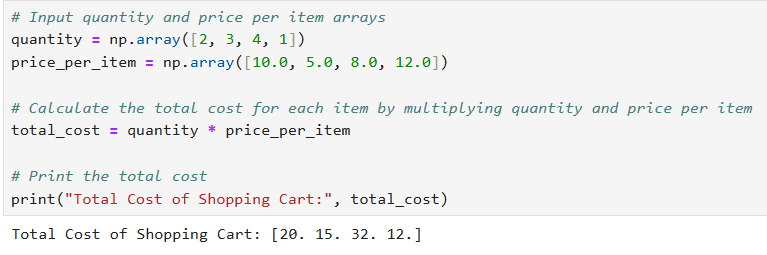 # Input quantity and price per item arrays
quantity = np.array([2, 3, 4, 1])
price_per_item = np.array([10.0, 5.0, 8.0, 12.0])
# Calculate the total cost for each item by multiplying quantity and price per item
total_cost = quantity * price_per_item
# Print the total cost
print("Total Cost of Shopping Cart:", total_cost)
Total Cost of Shopping Cart: [20. 15. 32. 12.]